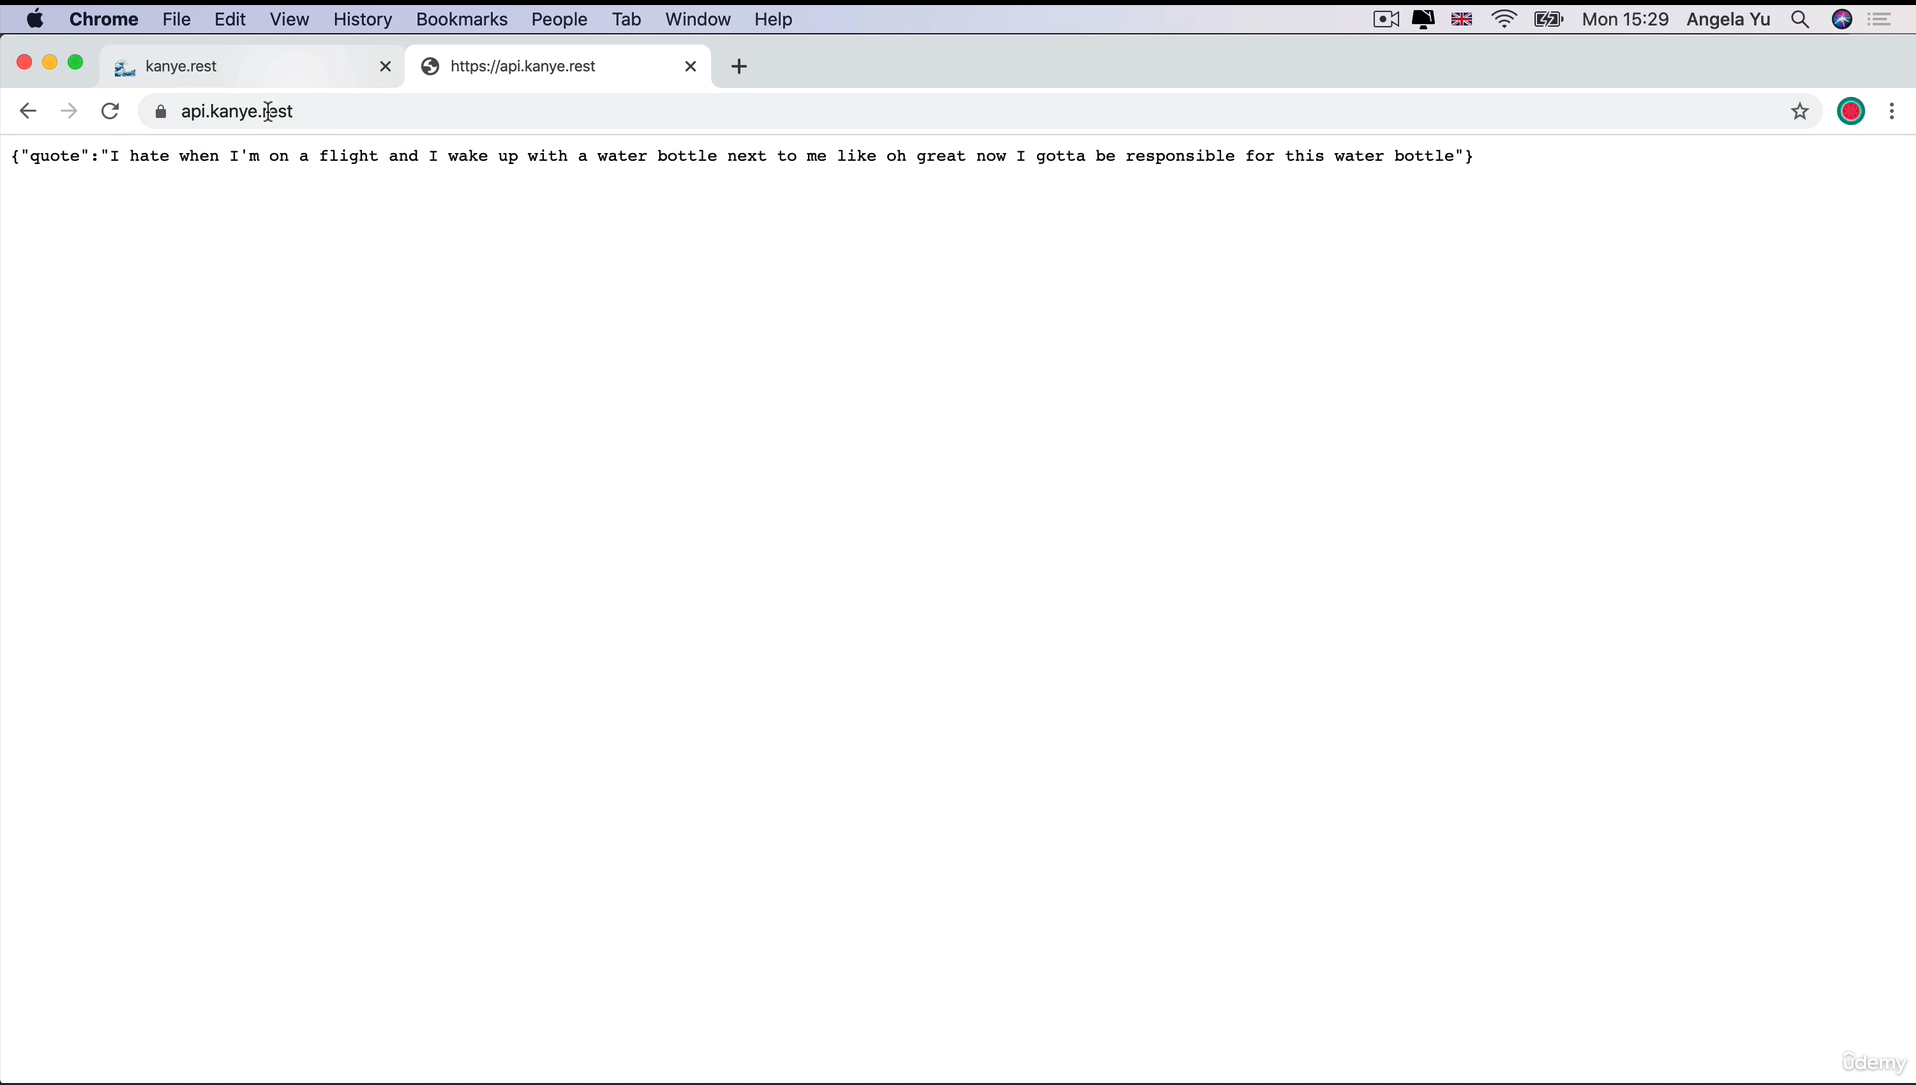 Chrome File Edit View History Bookmarks People Tab Window Help Mon 15:29 Angela Yu
kanye.rest https://api.kanye.rest
api.kanye.rest
{"quote":"I hate when I'm on a flight and I wake up with a water bottle next to me like oh great now I gotta be responsible for this water bottle"}
ûdemy